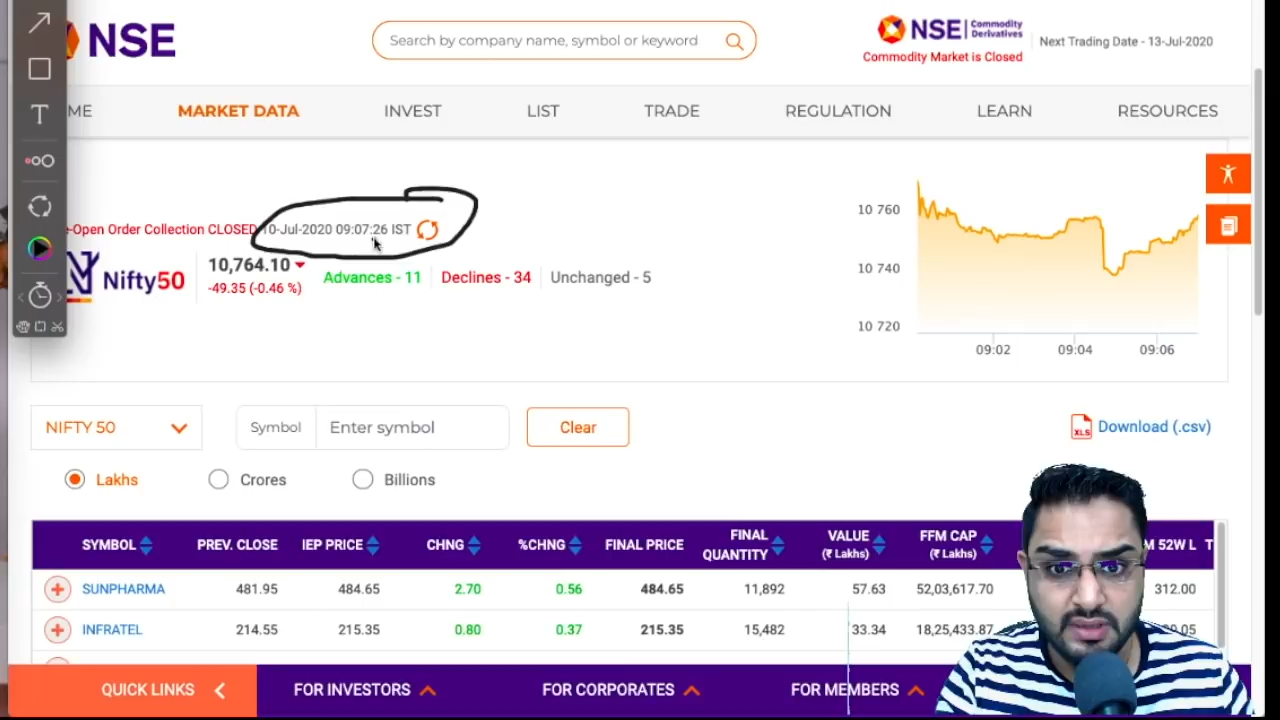 NSE
Search by company name, symbol or keyword
NSE | Commodity Derivatives
Commodity Market is Closed
Next Trading Date - 13-Jul-2020
ME
MARKET DATA
INVEST
LIST
TRADE
REGULATION
LEARN
RESOURCES
e-Open Order Collection CLOSED 10-Jul-2020 09:07:26 IST
Nifty50
10,764.10
-49.35 (-0.46 %)
Advances - 11
Declines - 34
Unchanged - 5
10 760
10 740
10 720
09:02
09:04
09:06
NIFTY 50
Symbol
Enter symbol
Clear
XLS
Download (.csv)
Lakhs
Crores
Billions
SYMBOL PREV. CLOSE IEP PRICE CHNG %CHNG FINAL PRICE FINAL QUANTITY VALUE (₹ Lakhs) FFM CAP (₹ Lakhs) M 52W L T
SUNPHARMA 481.95 484.65 2.70 0.56 484.65 11,892 57.63 52,03,617.70 312.00
INFRATEL 214.55 215.35 0.80 0.37 215.35 15,482 33.34 18,25,433.87
QUICK LINKS
FOR INVESTORS
FOR CORPORATES
FOR MEMBERS
T